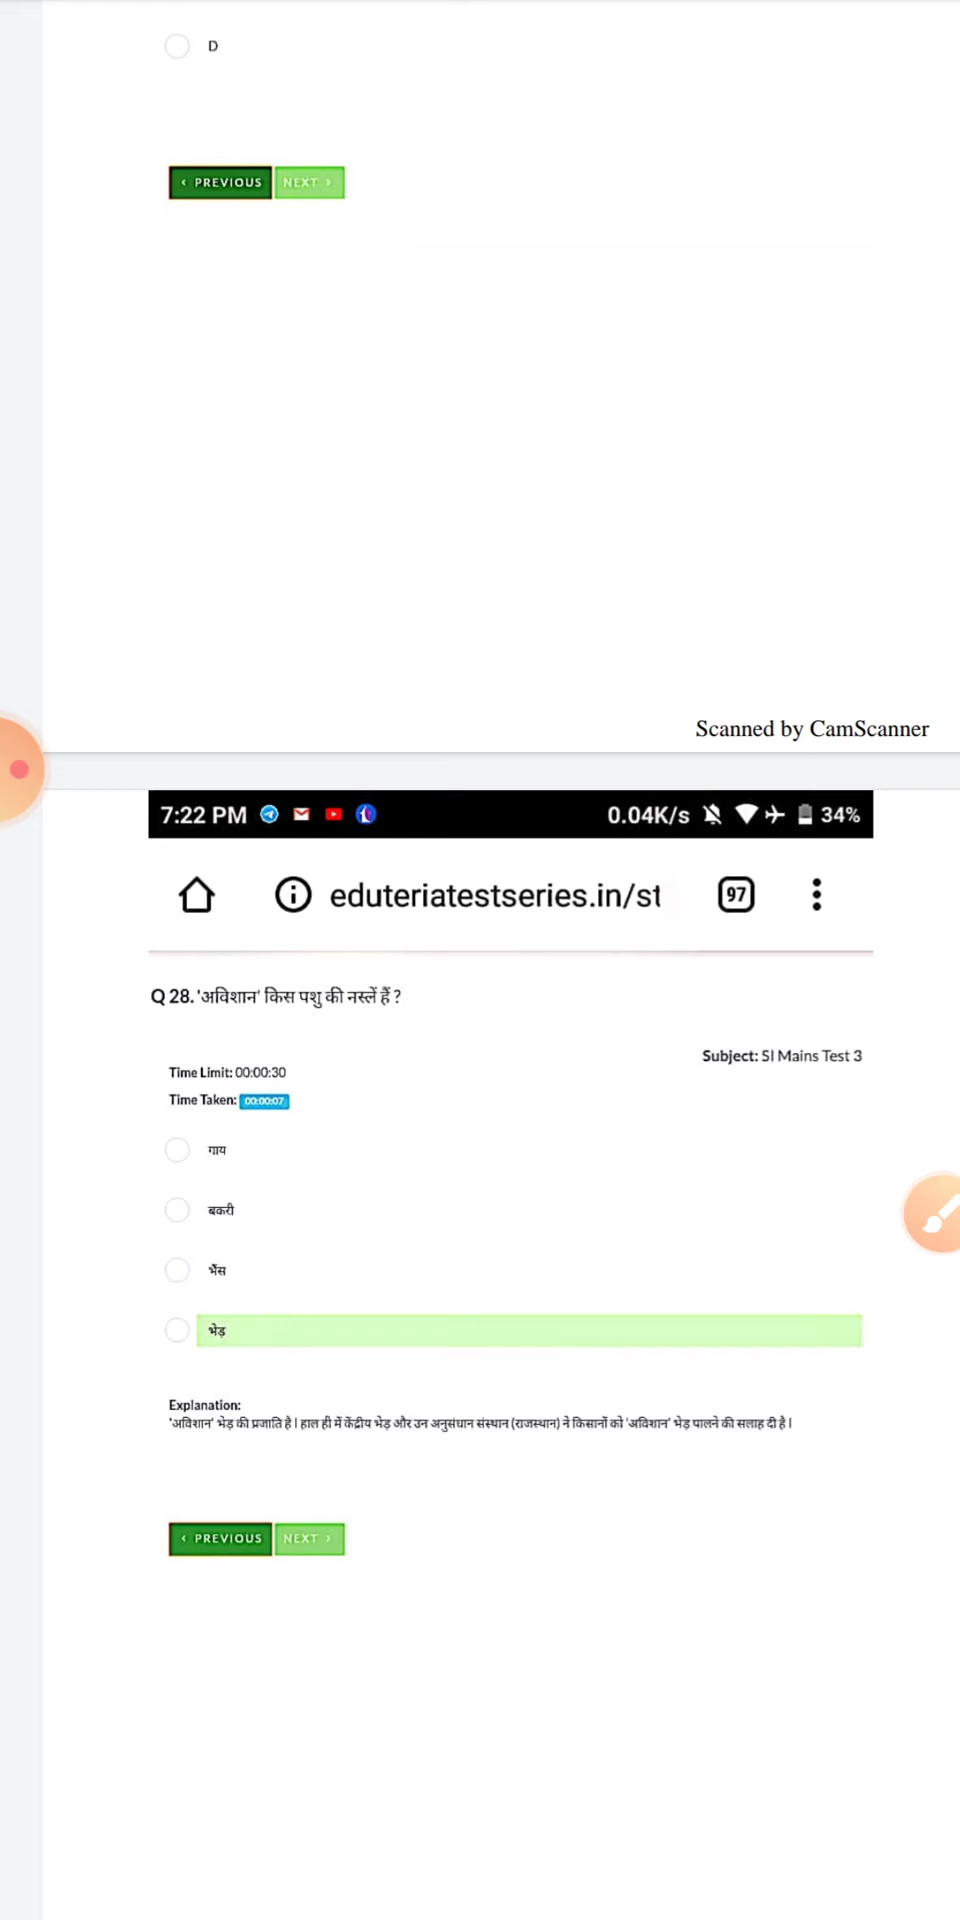 D
‹ PREVIOUS NEXT ›
Scanned by CamScanner
7:22 PM 0.04K/s 34%
eduteriatestseries.in/st 97
Q 28. 'अविशान' किस पशु की नस्लें हैं ?
Subject: SI Mains Test 3
Time Limit: 00:00:30
Time Taken: 00:00:07
गाय
बकरी
भैंस
भेड़
Explanation:
'अविशान' भेड़ की प्रजाति है । हाल ही में केंद्रीय भेड़ और उन अनुसंधान संस्थान (राजस्थान) ने किसानों को 'अविशान' भेड़ पालने की सलाह दी है ।
‹ PREVIOUS NEXT ›